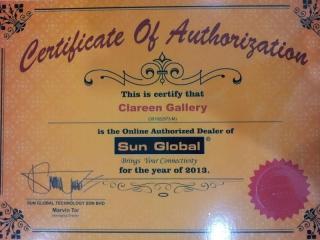 Certificate Of Authorization
This is certify that
Clareen Gallery
is the Online Authorized Dealer of
Sun Global ®
Brings Your Connectivity
for the year of 2013.
SUN GLOBAL TECHNOLOGY SDN BHD
Marvin Tor